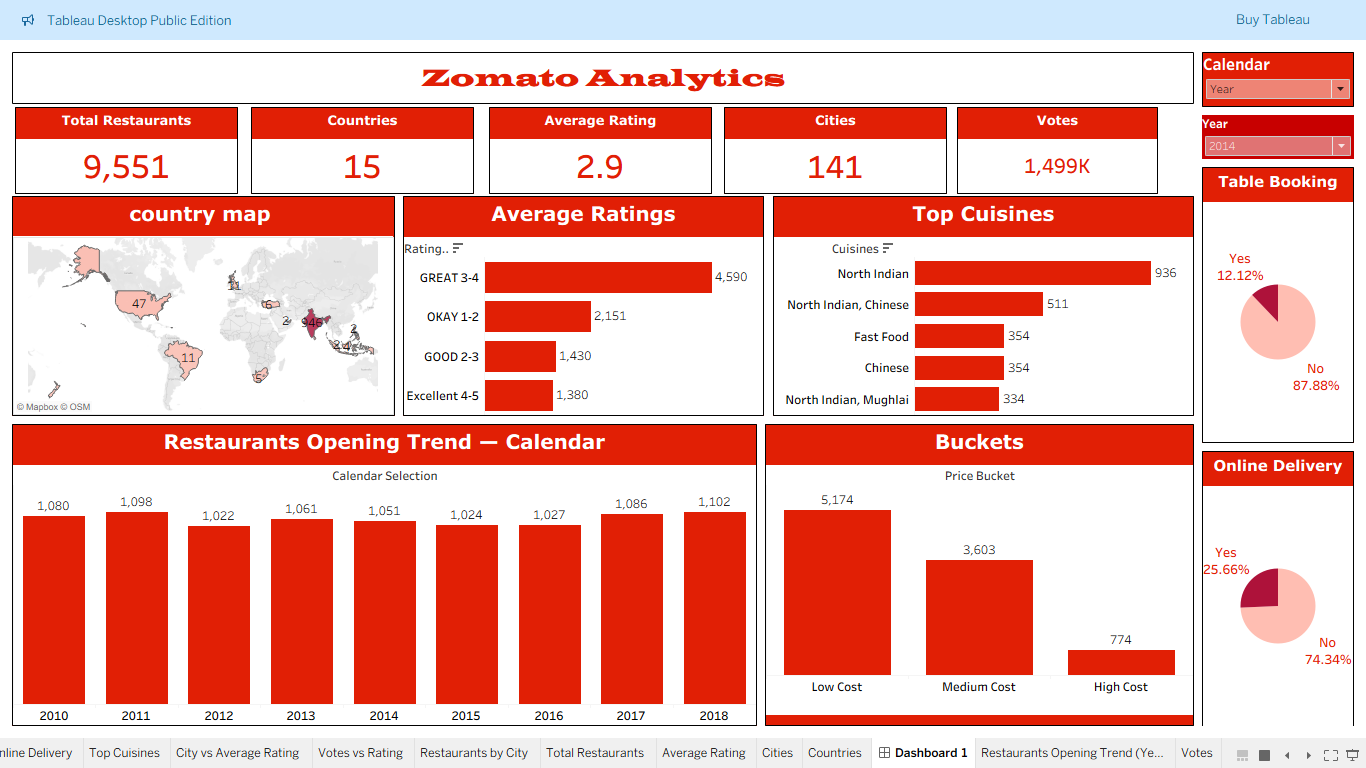 Tableau Desktop Public Edition
Buy Tableau
Zomato Analytics
Calendar
Year
Year
2014
Total Restaurants
9,551
Countries
15
Average Rating
2.9
Cities
141
Votes
1,499K
country map
47
11
11
6
2
2
5
© Mapbox © OSM
Average Ratings
Rating..
GREAT 3-4
4,590
OKAY 1-2
2,151
GOOD 2-3
1,430
Excellent 4-5
1,380
Top Cuisines
Cuisines
North Indian
936
North Indian, Chinese
511
Fast Food
354
Chinese
354
North Indian, Mughlai
334
Table Booking
Yes
12.12%
No
87.88%
Restaurants Opening Trend — Calendar
Calendar Selection
1,080
1,098
1,022
1,061
1,051
1,024
1,027
1,086
1,102
2010
2011
2012
2013
2014
2015
2016
2017
2018
Buckets
Price Bucket
5,174
3,603
774
Low Cost
Medium Cost
High Cost
Online Delivery
Yes
25.66%
No
74.34%
nline Delivery
Top Cuisines
City vs Average Rating
Votes vs Rating
Restaurants by City
Total Restaurants
Average Rating
Cities
Countries
Dashboard 1
Restaurants Opening Trend (Ye...
Votes